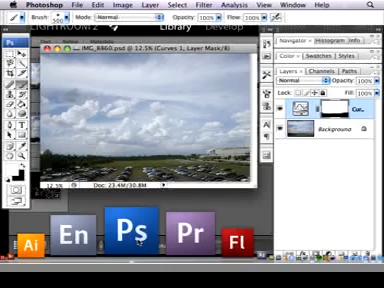 Photoshop File Edit Image Layer Select Filter Analysis View Window Help
Brush: 500 Mode: Normal Opacity: 100% Flow: 100%
LIGHTROOM 2 Library Develop
Ps
IMG_8860.psd @ 12.5% (Curves 1, Layer Mask/8)
Navigator Histogram Info
Color Swatches Styles
Layers Channels Paths
Normal Opacity: 100%
Lock: Fill: 100%
Cur...
Background
12.5% Doc: 23.4M/30.8M
Ai En Ps Pr Fl